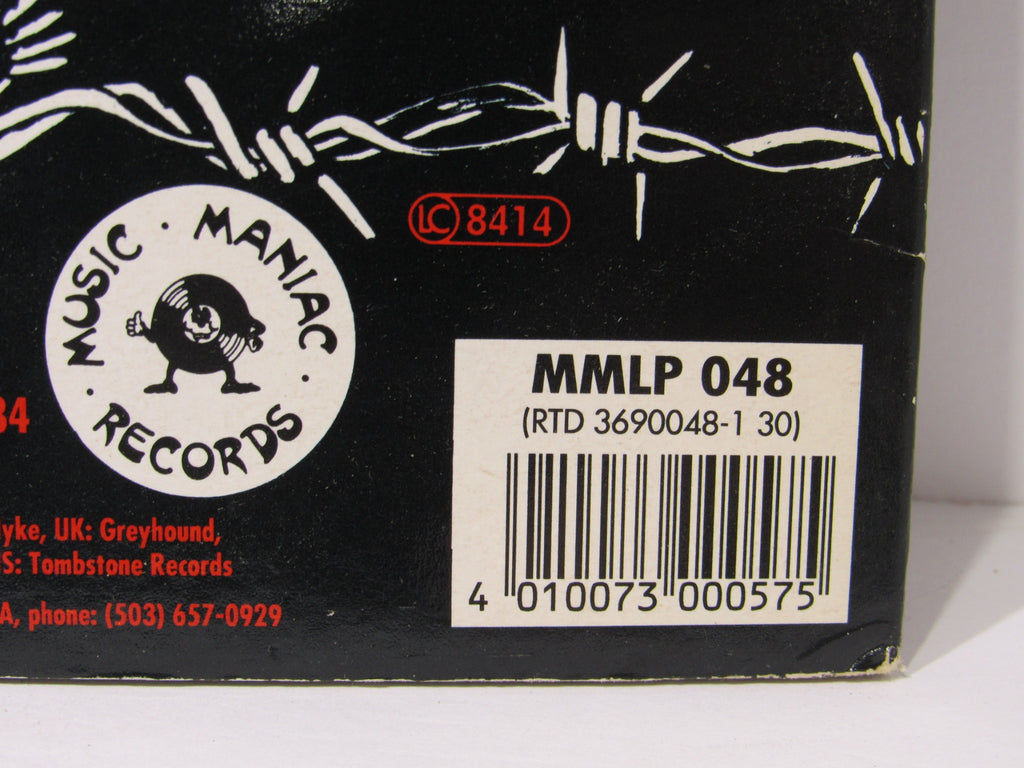 LC 8414
MUSIC · MANIAC · RECORDS ·
MMLP 048
(RTD 3690048-1 30)
4 010073 000575
34
yke, UK: Greyhound,
S: Tombstone Records
A, phone: (503) 657-0929